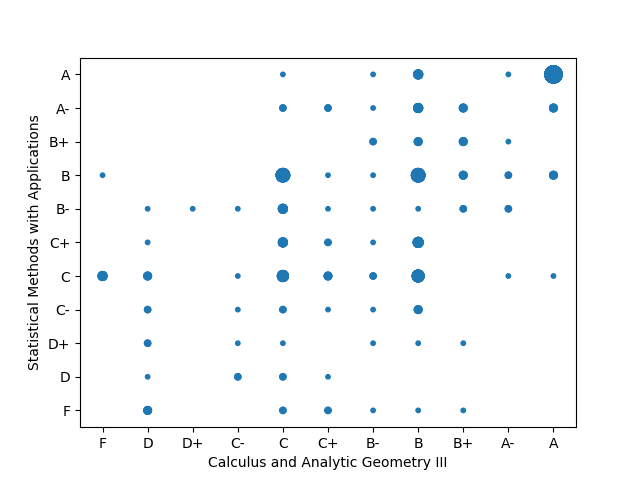 Statistical Methods with Applications
A
A-
B+
B
B-
C+
C
C-
D+
D
F
F D D+ C- C C+ B- B B+ A- A
Calculus and Analytic Geometry III